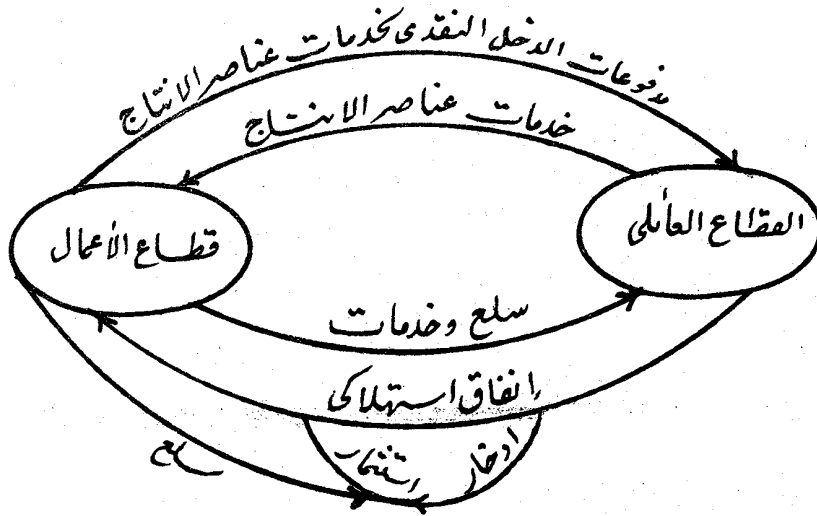 مدفوعات الدخل النقدى لخدمات عناصر الانتاج
خدمات عناصر الانتاج
القطاع العائلى
قطاع الأعمال
سلع وخدمات
انفاق استهلاكى
ادخار
استثمار
سلع